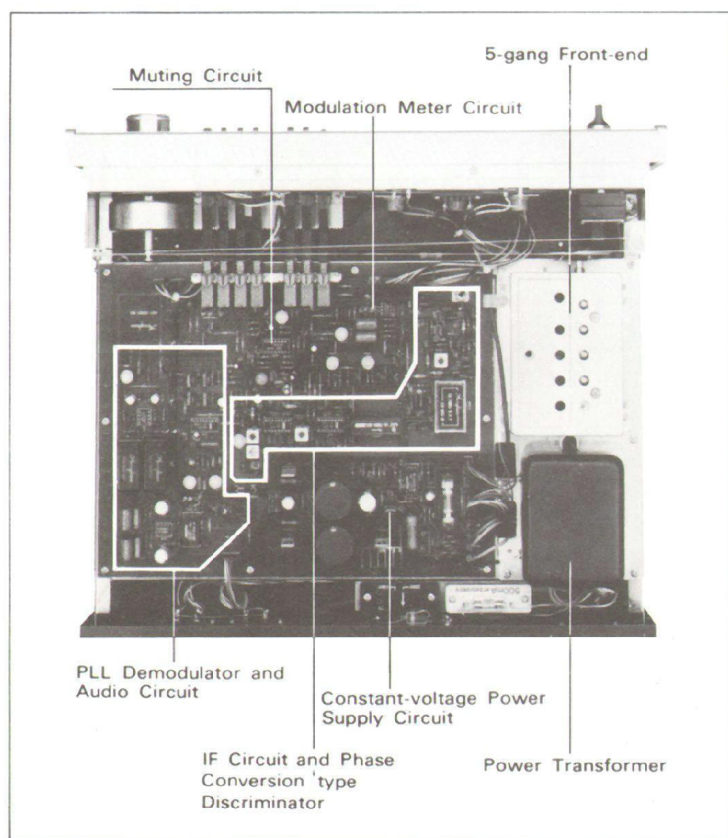 5-gang Front-end
Muting Circuit
Modulation Meter Circuit
PLL Demodulator and
Audio Circuit
Constant-voltage Power
Supply Circuit
IF Circuit and Phase
Conversion type
Discriminator
Power Transformer